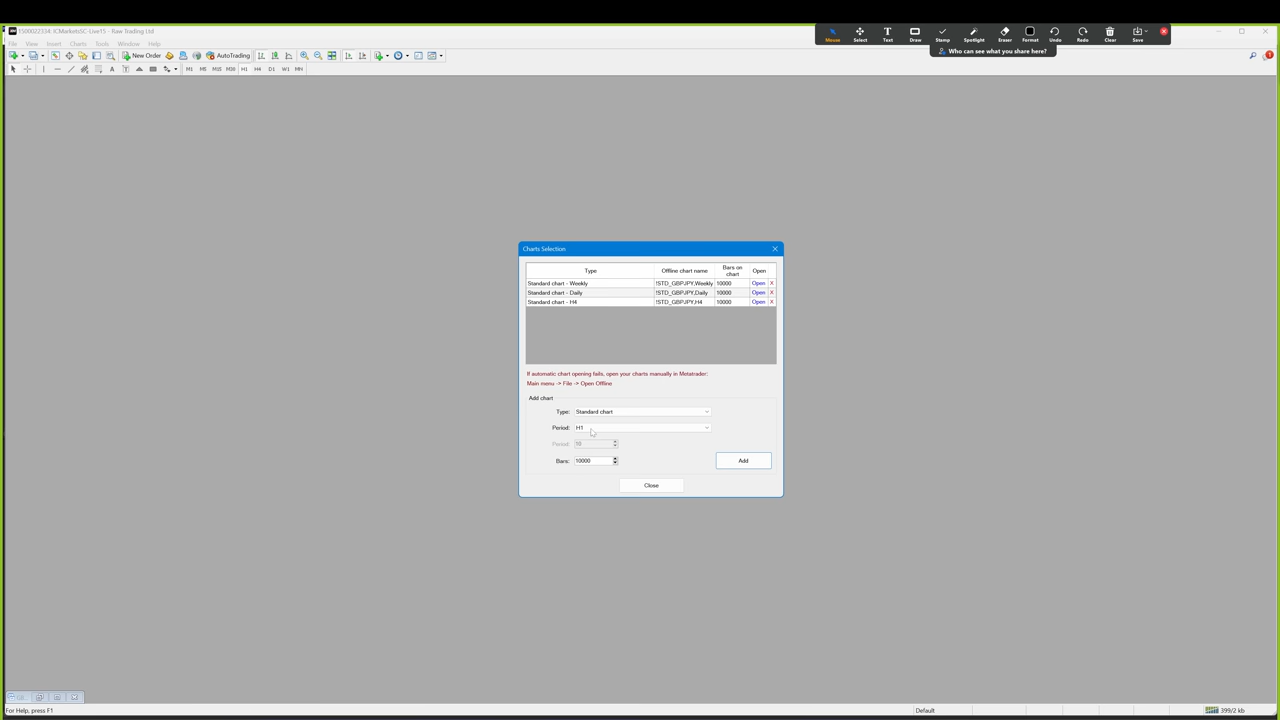 1500022334: ICMarketsSC-Live15 - Raw Trading Ltd
File View Insert Charts Tools Window Help
New Order AutoTrading
A T M1 M5 M15 M30 H1 H4 D1 W1 MN
Mouse Select Text Draw Stamp Spotlight Eraser Format Undo Redo Clear Save
Who can see what you share here?
Charts Selection
Type Offline chart name Bars on chart Open
Standard chart - Weekly !STD_GBPJPY,Weekly 10000 Open X
Standard chart - Daily !STD_GBPJPY,Daily 10000 Open X
Standard chart - H4 !STD_GBPJPY,H4 10000 Open X
If automatic chart opening fails, open your charts manually in Metatrader:
Main menu -> File -> Open Offline
Add chart
Type: Standard chart
Period: H1
Period: 10
Bars: 10000
Add
Close
For Help, press F1
Default
399/2 kb